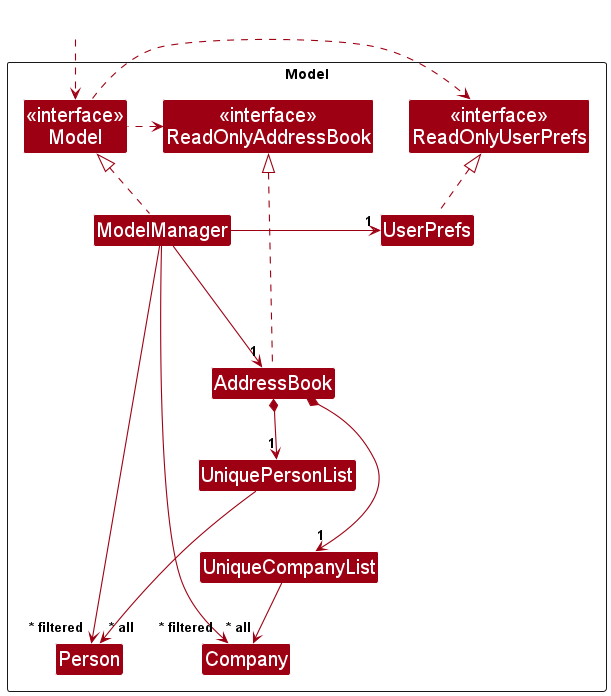 Model
«interface»
Model
«interface»
ReadOnlyAddressBook
«interface»
ReadOnlyUserPrefs
ModelManager
1
UserPrefs
1
AddressBook
1
UniquePersonList
1
UniqueCompanyList
* filtered
* all
* filtered
* all
Person
Company